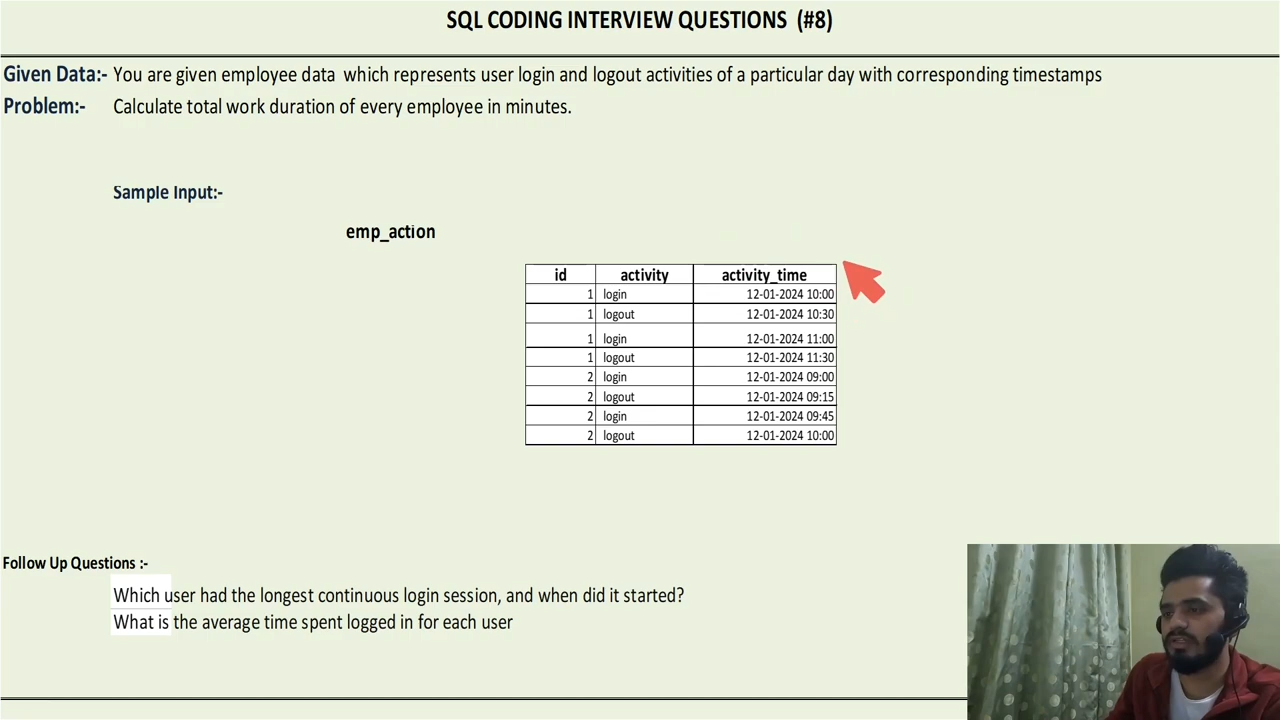 SQL CODING INTERVIEW QUESTIONS (#8)
Given Data:- You are given employee data which represents user login and logout activities of a particular day with corresponding timestamps
Problem:- Calculate total work duration of every employee in minutes.
Sample Input:-
emp_action
id activity activity_time
1 login 12-01-2024 10:00
1 logout 12-01-2024 10:30
1 login 12-01-2024 11:00
1 logout 12-01-2024 11:30
2 login 12-01-2024 09:00
2 logout 12-01-2024 09:15
2 login 12-01-2024 09:45
2 logout 12-01-2024 10:00
Follow Up Questions :-
Which user had the longest continuous login session, and when did it started?
What is the average time spent logged in for each user